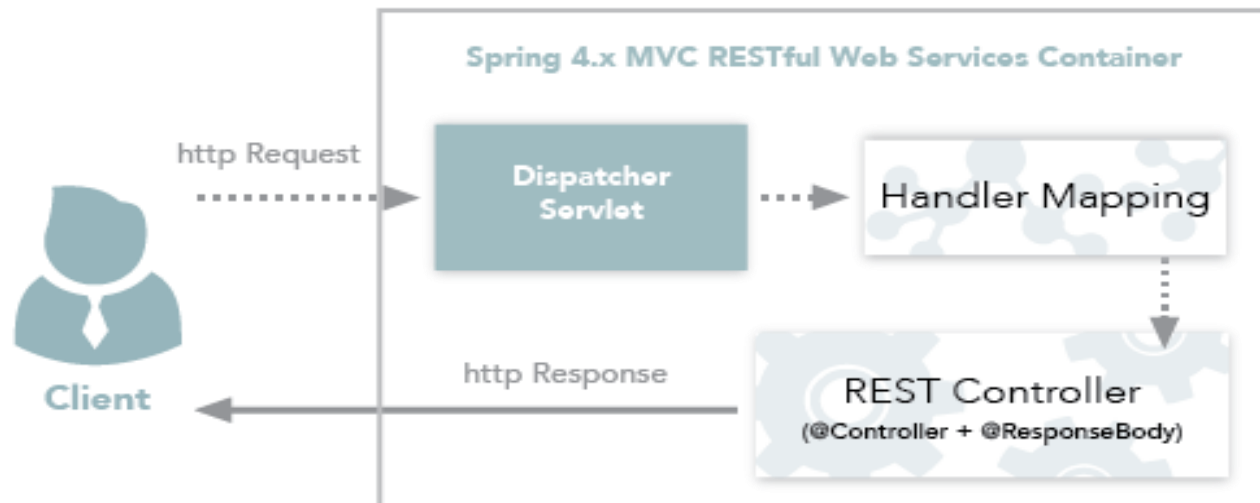 Spring 4.x MVC RESTful Web Services Container
http Request
Dispatcher
Servlet
Handler Mapping
http Response
REST Controller
(@Controller + @ResponseBody)
Client